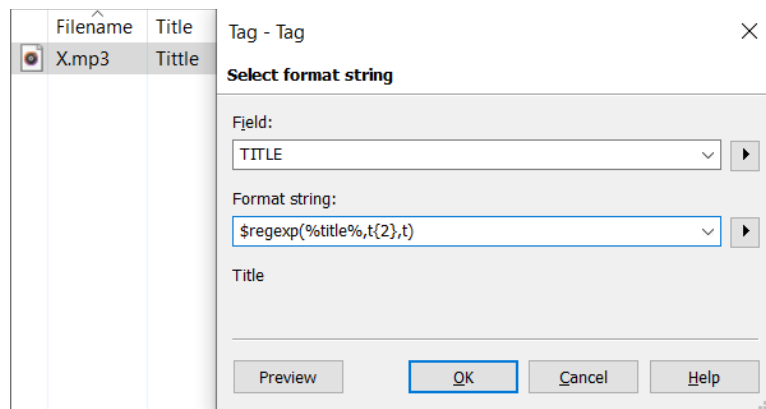 Filename Title
X.mp3 Tittle
Tag - Tag
Select format string
Field:
TITLE
Format string:
$regexp(%title%,t{2},t)
Title
Preview OK Cancel Help